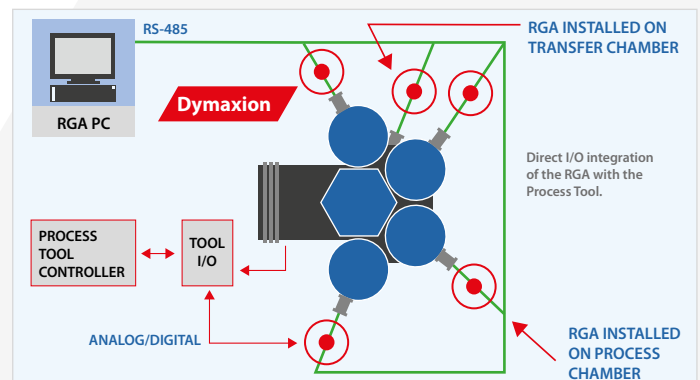 RS-485
RGA INSTALLED ON
TRANSFER CHAMBER
Dymaxion
RGA PC
Direct I/O integration
of the RGA with the
Process Tool.
PROCESS
TOOL
CONTROLLER
TOOL
I/O
ANALOG/DIGITAL
RGA INSTALLED
ON PROCESS
CHAMBER